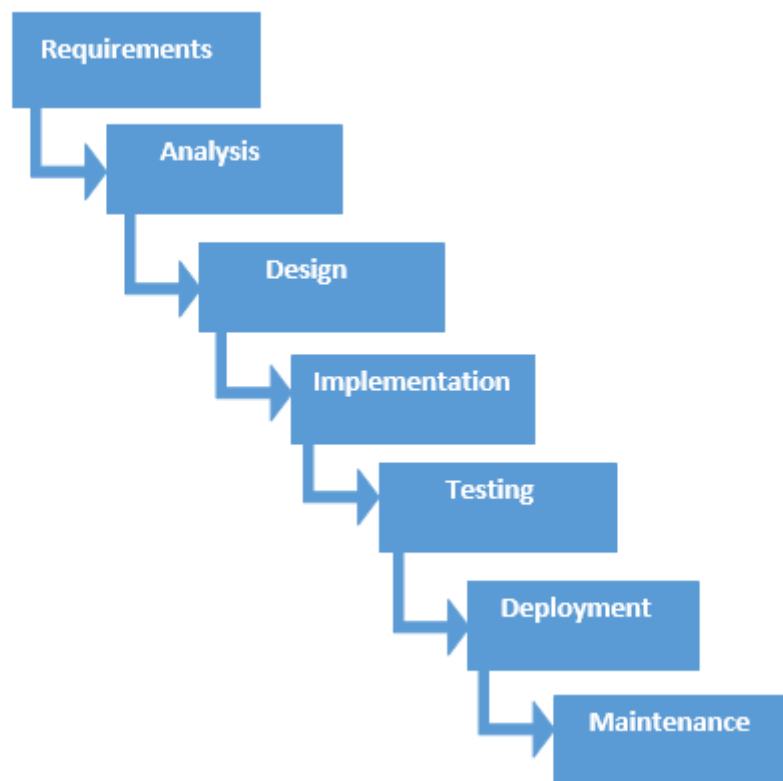 Requirements
Analysis
Design
Implementation
Testing
Deployment
Maintenance